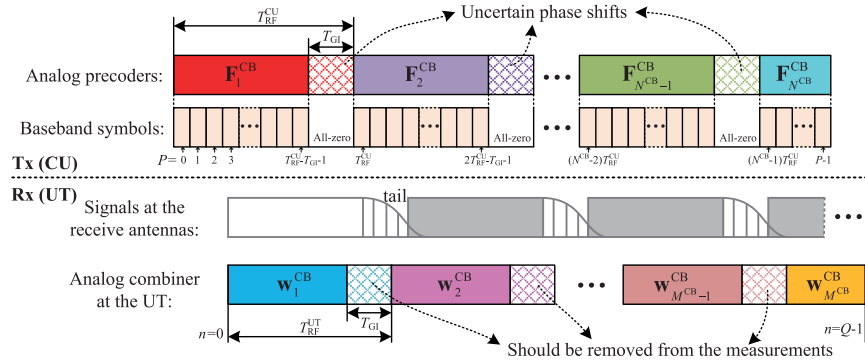 T_RF^CU
Uncertain phase shifts
T_GI
Analog precoders:
F_1^CB
F_2^CB
...
F_{N^CB-1}^CB
F_{N^CB}^CB
Baseband symbols:
...
All-zero
...
All-zero
...
...
All-zero
...
Tx (CU)
P= 0 1 2 3
T_RF^CU-T_GI-1
T_RF^CU
2T_RF^CU-T_GI-1
(N^CB-2)T_RF^CU
(N^CB-1)T_RF^CU
P-1
Rx (UT)
tail
Signals at the
receive antennas:
...
Analog combiner
at the UT:
w_1^CB
w_2^CB
...
w_{M^CB-1}^CB
w_{M^CB}^CB
T_GI
n=0
T_RF^UT
n=Q-1
Should be removed from the measurements